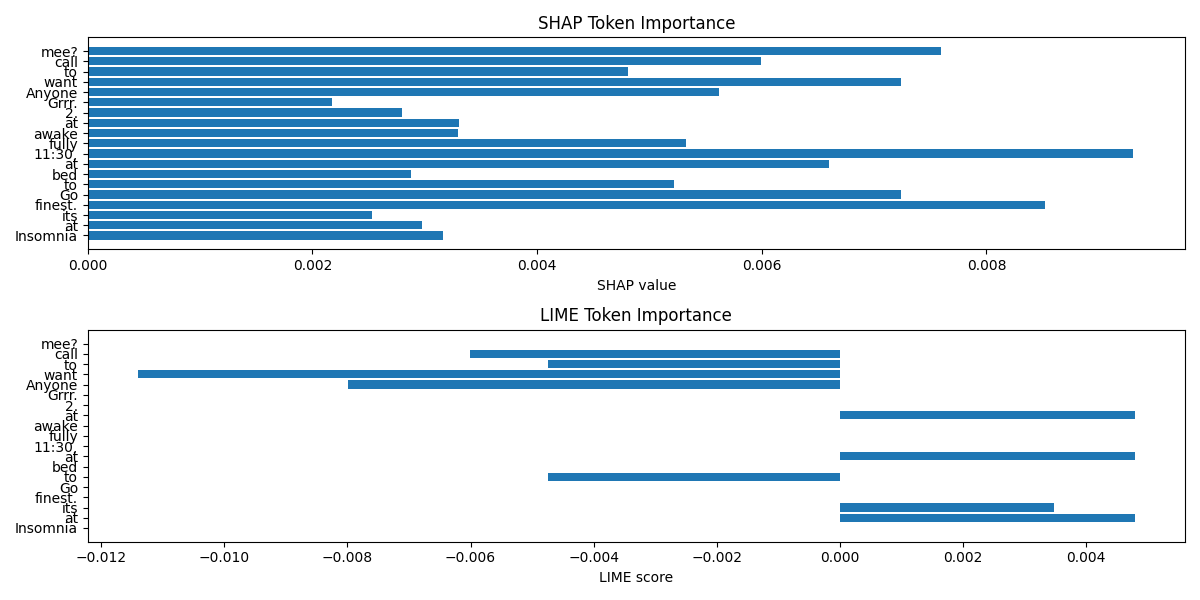 SHAP Token Importance
mee?
call
to
want
Anyone
Grrr.
2.
at
awake
fully
11:30
at
bed
to
Go
finest.
its
at
Insomnia
0.000 0.002 0.004 0.006 0.008
SHAP value
LIME Token Importance
mee?
call
to
want
Anyone
Grrr.
2.
at
awake
fully
11:30
at
bed
to
Go
finest.
its
at
Insomnia
−0.012 −0.010 −0.008 −0.006 −0.004 −0.002 0.000 0.002 0.004
LIME score